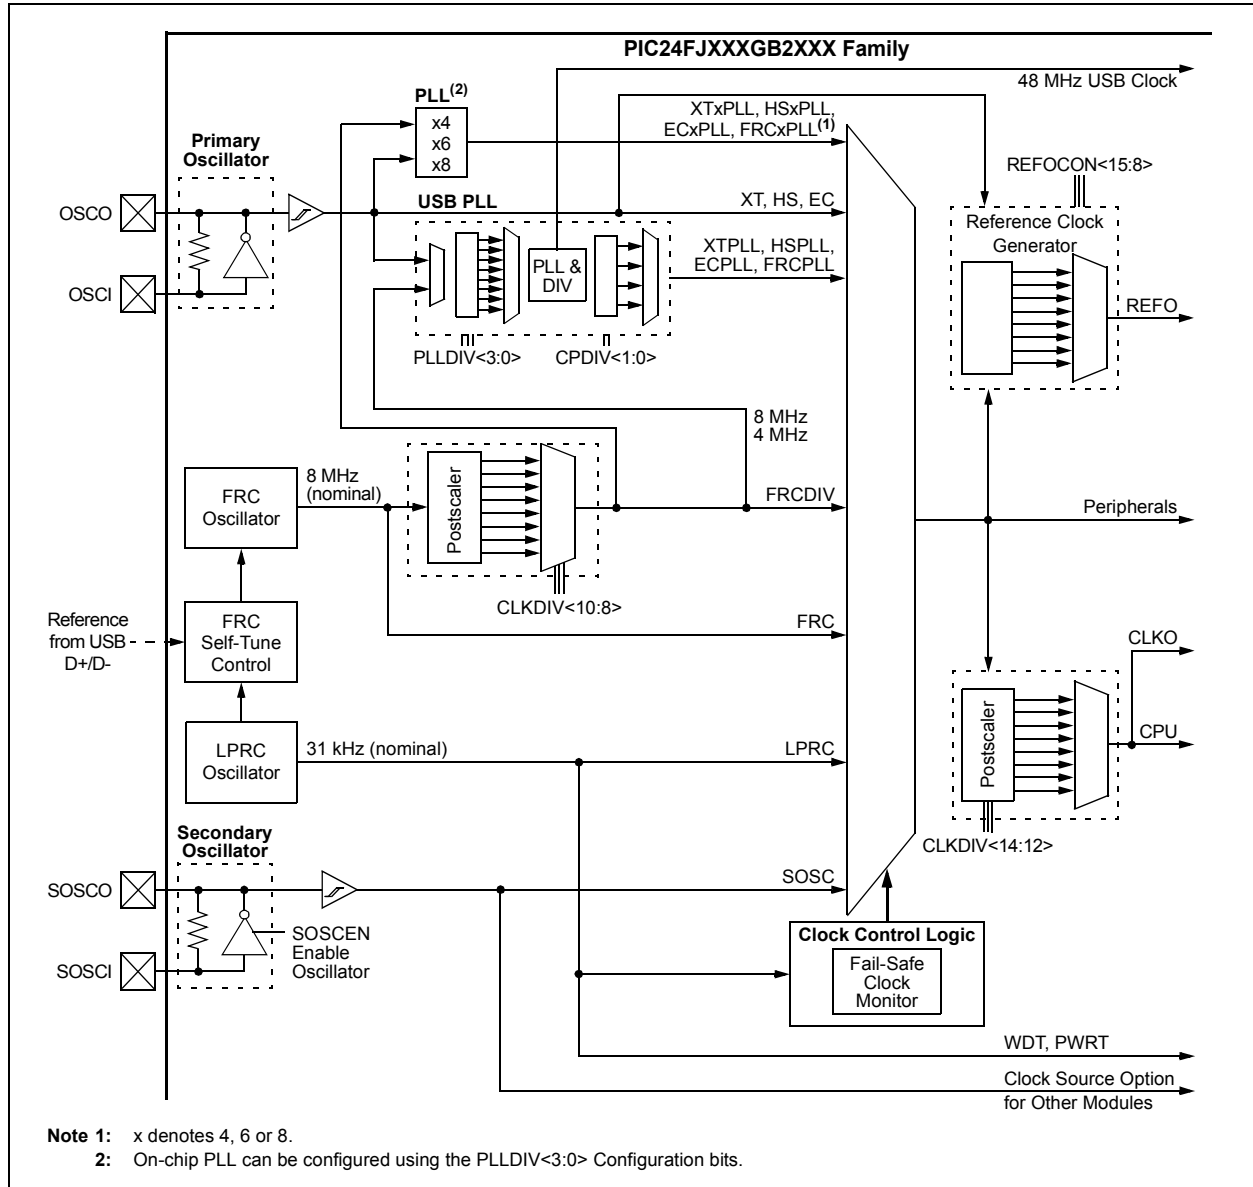 PIC24FJXXXGB2XXX Family
48 MHz USB Clock
PLL(2)
x4
x6
x8
XTxPLL, HSxPLL,
ECxPLL, FRCxPLL(1)
Primary
Oscillator
REFOCON<15:8>
OSCO
OSCI
USB PLL
XT, HS, EC
Reference Clock
Generator
PLL &
DIV
XTPLL, HSPLL,
ECPLL, FRCPLL
REFO
PLLDIV<3:0>
CPDIV<1:0>
8 MHz
4 MHz
FRC
Oscillator
8 MHz
(nominal)
Postscaler
FRCDIV
Peripherals
CLKDIV<10:8>
Reference
from USB
D+/D-
FRC
Self-Tune
Control
FRC
CLKO
LPRC
Oscillator
31 kHz (nominal)
LPRC
Postscaler
CPU
CLKDIV<14:12>
Secondary
Oscillator
SOSCO
SOSCI
SOSC
SOSCEN
Enable
Oscillator
Clock Control Logic
Fail-Safe
Clock
Monitor
WDT, PWRT
Clock Source Option
for Other Modules
Note 1: x denotes 4, 6 or 8.
2: On-chip PLL can be configured using the PLLDIV<3:0> Configuration bits.